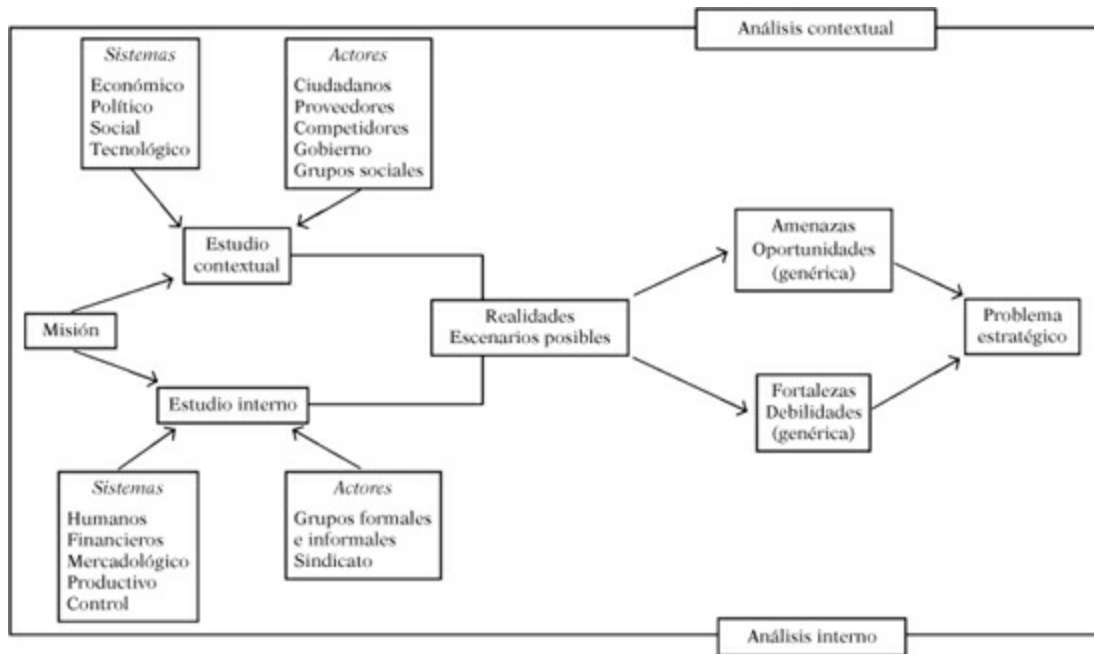 Análisis contextual
Sistemas
Económico
Político
Social
Tecnológico
Actores
Ciudadanos
Proveedores
Competidores
Gobierno
Grupos sociales
Estudio
contextual
Misión
Estudio interno
Sistemas
Humanos
Financieros
Mercadológico
Productivo
Control
Actores
Grupos formales
e informales
Sindicato
Realidades
Escenarios posibles
Amenazas
Oportunidades
(genérica)
Fortalezas
Debilidades
(genérica)
Problema
estratégico
Análisis interno